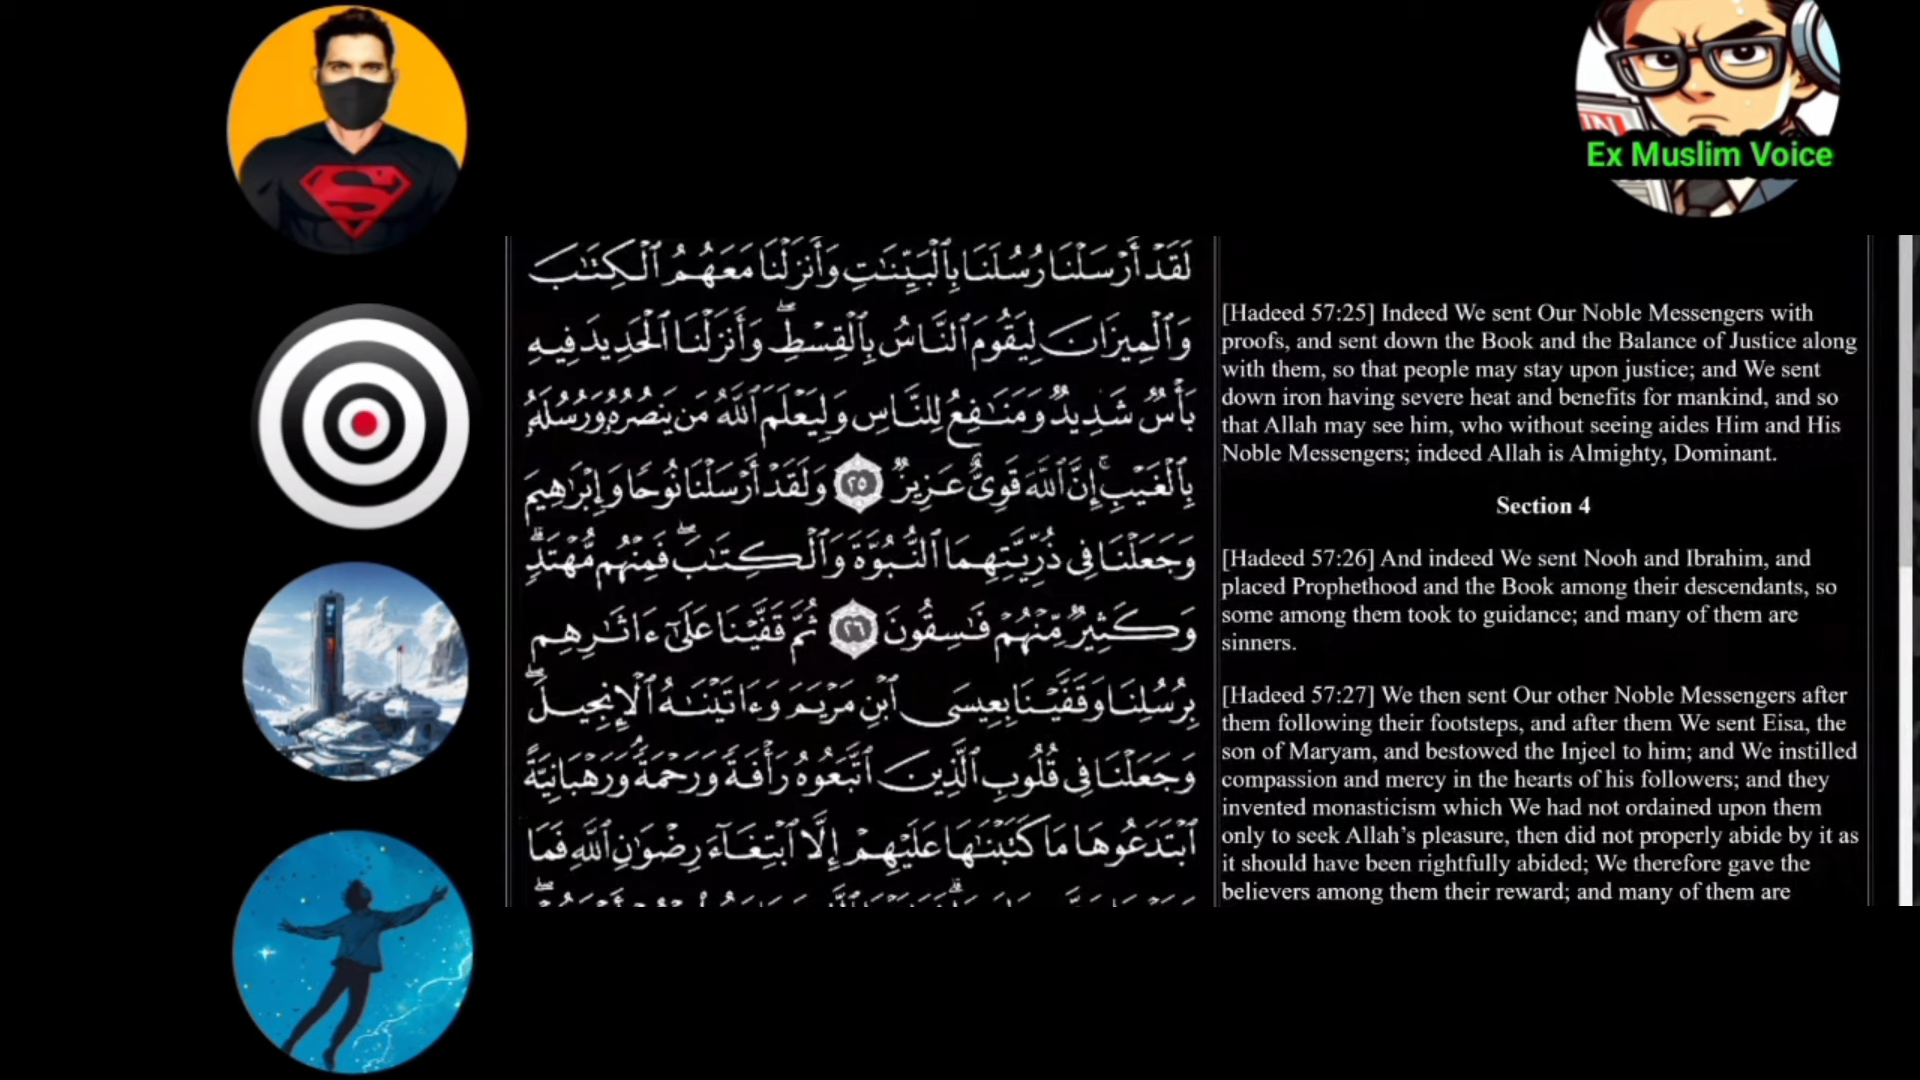 IN
Ex Muslim Voice
لَقَدْ أَرْسَلْنَا رُسُلَنَا بِٱلْبَيِّنَٰتِ وَأَنزَلْنَا مَعَهُمُ ٱلْكِتَٰبَ
وَٱلْمِيزَانَ لِيَقُومَ ٱلنَّاسُ بِٱلْقِسْطِ ۖ وَأَنزَلْنَا ٱلْحَدِيدَ فِيهِ
بَأْسٌ شَدِيدٌ وَمَنَٰفِعُ لِلنَّاسِ وَلِيَعْلَمَ ٱللَّهُ مَن يَنصُرُهُۥ وَرُسُلَهُۥ
بِٱلْغَيْبِ ۚ إِنَّ ٱللَّهَ قَوِىٌّ عَزِيزٌ ٢٥ وَلَقَدْ أَرْسَلْنَا نُوحًا وَإِبْرَٰهِيمَ
وَجَعَلْنَا فِى ذُرِّيَّتِهِمَا ٱلنُّبُوَّةَ وَٱلْكِتَٰبَ ۖ فَمِنْهُم مُّهْتَدٍ ۖ
وَكَثِيرٌ مِّنْهُمْ فَٰسِقُونَ ٢٦ ثُمَّ قَفَّيْنَا عَلَىٰٓ ءَاثَٰرِهِم
بِرُسُلِنَا وَقَفَّيْنَا بِعِيسَى ٱبْنِ مَرْيَمَ وَءَاتَيْنَٰهُ ٱلْإِنجِيلَ ۖ
وَجَعَلْنَا فِى قُلُوبِ ٱلَّذِينَ ٱتَّبَعُوهُ رَأْفَةً وَرَحْمَةً وَرَهْبَانِيَّةً
ٱبْتَدَعُوهَا مَا كَتَبْنَٰهَا عَلَيْهِمْ إِلَّا ٱبْتِغَآءَ رِضْوَٰنِ ٱللَّهِ فَمَا
[Hadeed 57:25] Indeed We sent Our Noble Messengers with
proofs, and sent down the Book and the Balance of Justice along
with them, so that people may stay upon justice; and We sent
down iron having severe heat and benefits for mankind, and so
that Allah may see him, who without seeing aides Him and His
Noble Messengers; indeed Allah is Almighty, Dominant.
Section 4
[Hadeed 57:26] And indeed We sent Nooh and Ibrahim, and
placed Prophethood and the Book among their descendants, so
some among them took to guidance; and many of them are
sinners.
[Hadeed 57:27] We then sent Our other Noble Messengers after
them following their footsteps, and after them We sent Eisa, the
son of Maryam, and bestowed the Injeel to him; and We instilled
compassion and mercy in the hearts of his followers; and they
invented monasticism which We had not ordained upon them
only to seek Allah's pleasure, then did not properly abide by it as
it should have been rightfully abided; We therefore gave the
believers among them their reward; and many of them are